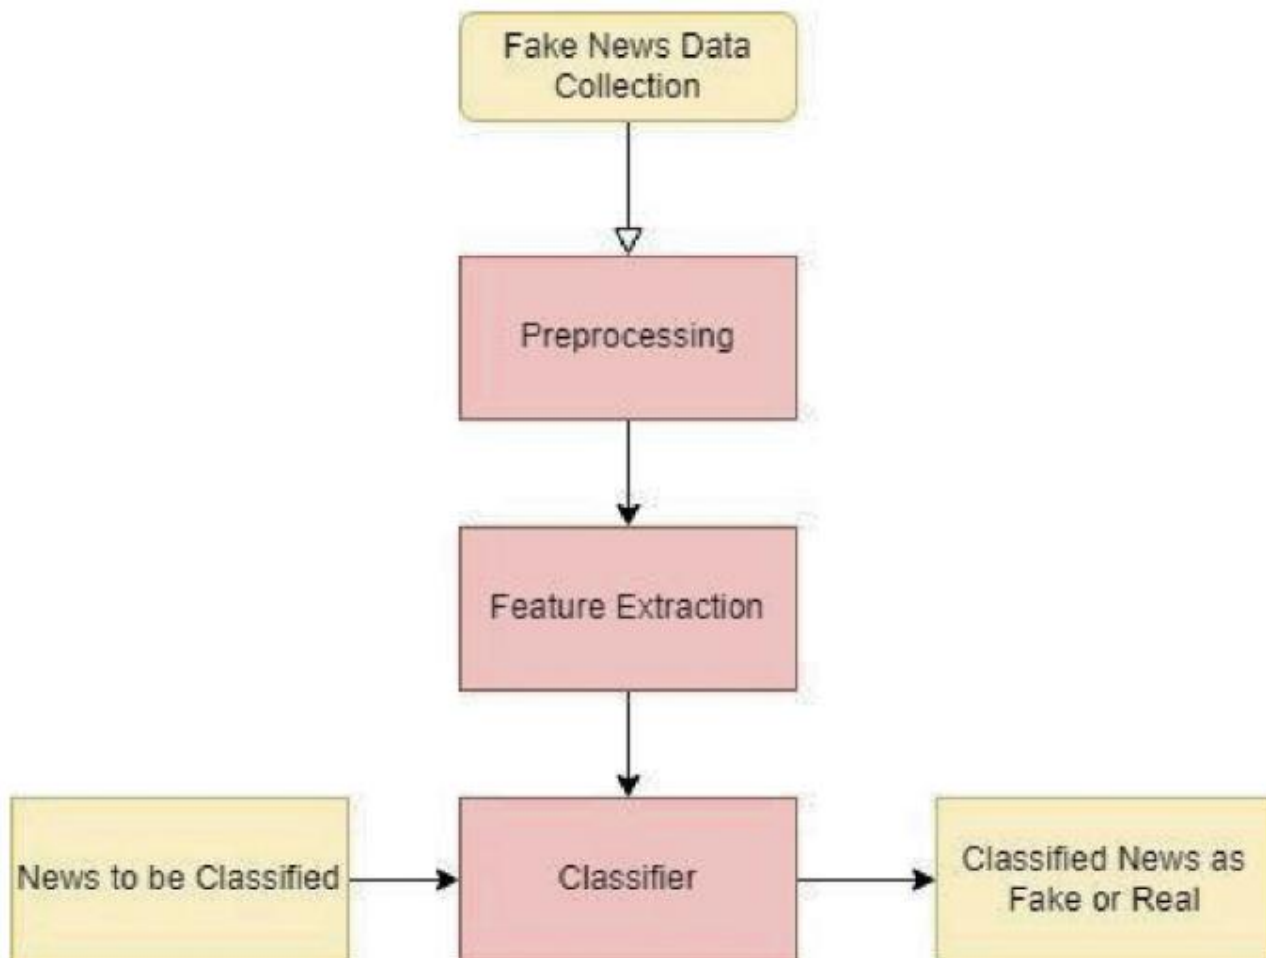 Fake News Data
Collection
Preprocessing
Feature Extraction
News to be Classified
Classifier
Classified News as
Fake or Real